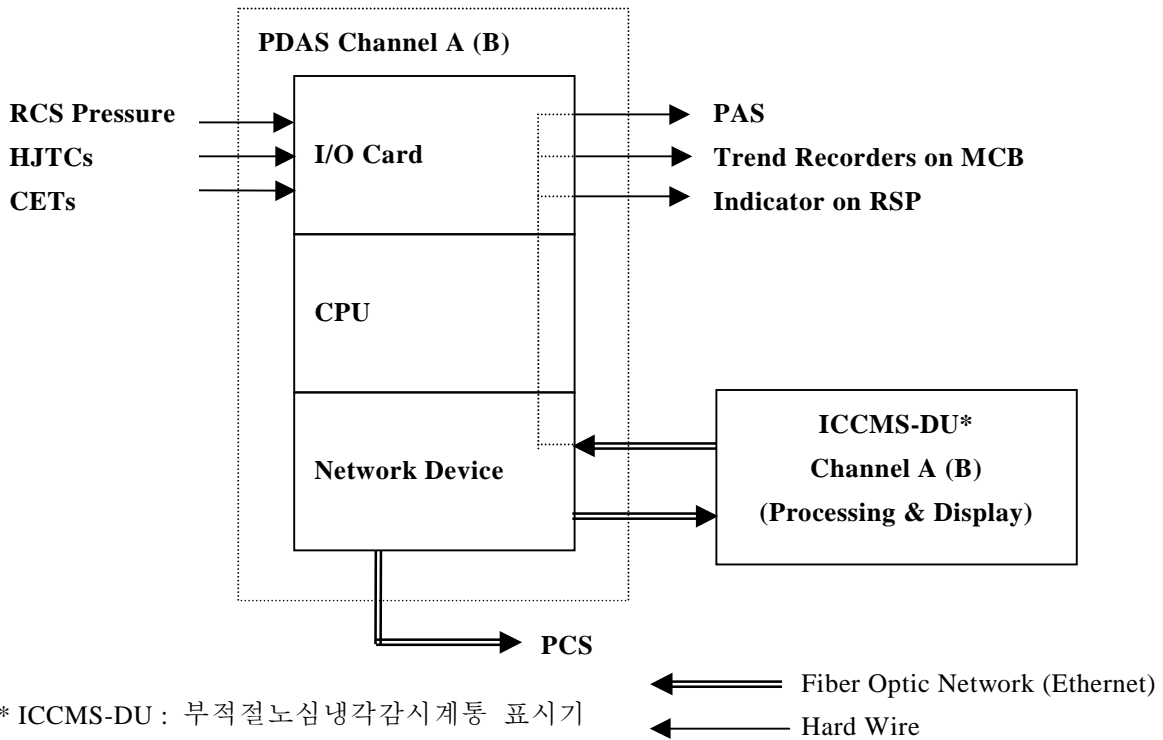 PDAS Channel A (B)
RCS Pressure
HJTCs
CETs
I/O Card
PAS
Trend Recorders on MCB
Indicator on RSP
CPU
Network Device
ICCMS-DU*
Channel A (B)
(Processing & Display)
PCS
Fiber Optic Network (Ethernet)
Hard Wire
* ICCMS-DU : 부적절노심냉각감시계통 표시기